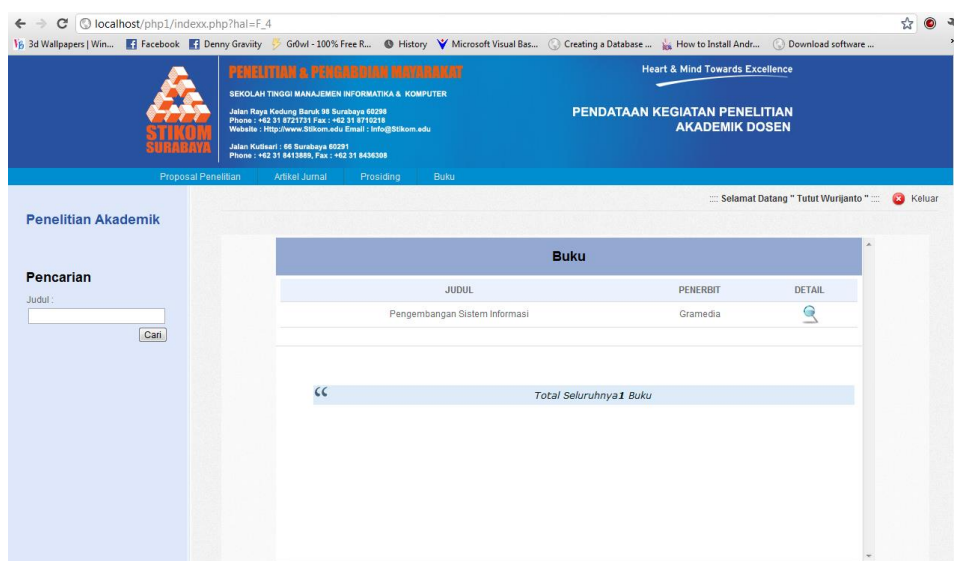 localhost/php1/indexx.php?hal=F_4
3d Wallpapers | Win... Facebook Denny Graviity Gr0wl - 100% Free R... History Microsoft Visual Bas... Creating a Database ... How to Install Andr... Download software ...
STIKOM
SURABAYA
PENELITIAN & PENGABDIAN MAYARAKAT
SEKOLAH TINGGI MANAJEMEN INFORMATIKA & KOMPUTER
Jalan Raya Kedung Baruk 98 Surabaya 60298
Phone : +62 31 8721731 Fax : +62 31 8710218
Website : Http://www.Stikom.edu Email : Info@Stikom.edu
Jalan Kutisari : 66 Surabaya 60291
Phone : +62 31 8413889, Fax : +62 31 8436308
Heart & Mind Towards Excellence
PENDATAAN KEGIATAN PENELITIAN
AKADEMIK DOSEN
Proposal Penelitian Artikel Jurnal Prosiding Buku
:::: Selamat Datang " Tutut Wurijanto " :::: Keluar
Penelitian Akademik
Pencarian
Judul :
Cari
Buku
JUDUL PENERBIT DETAIL
Pengembangan Sistem Informasi Gramedia
“ Total Seluruhnya1 Buku